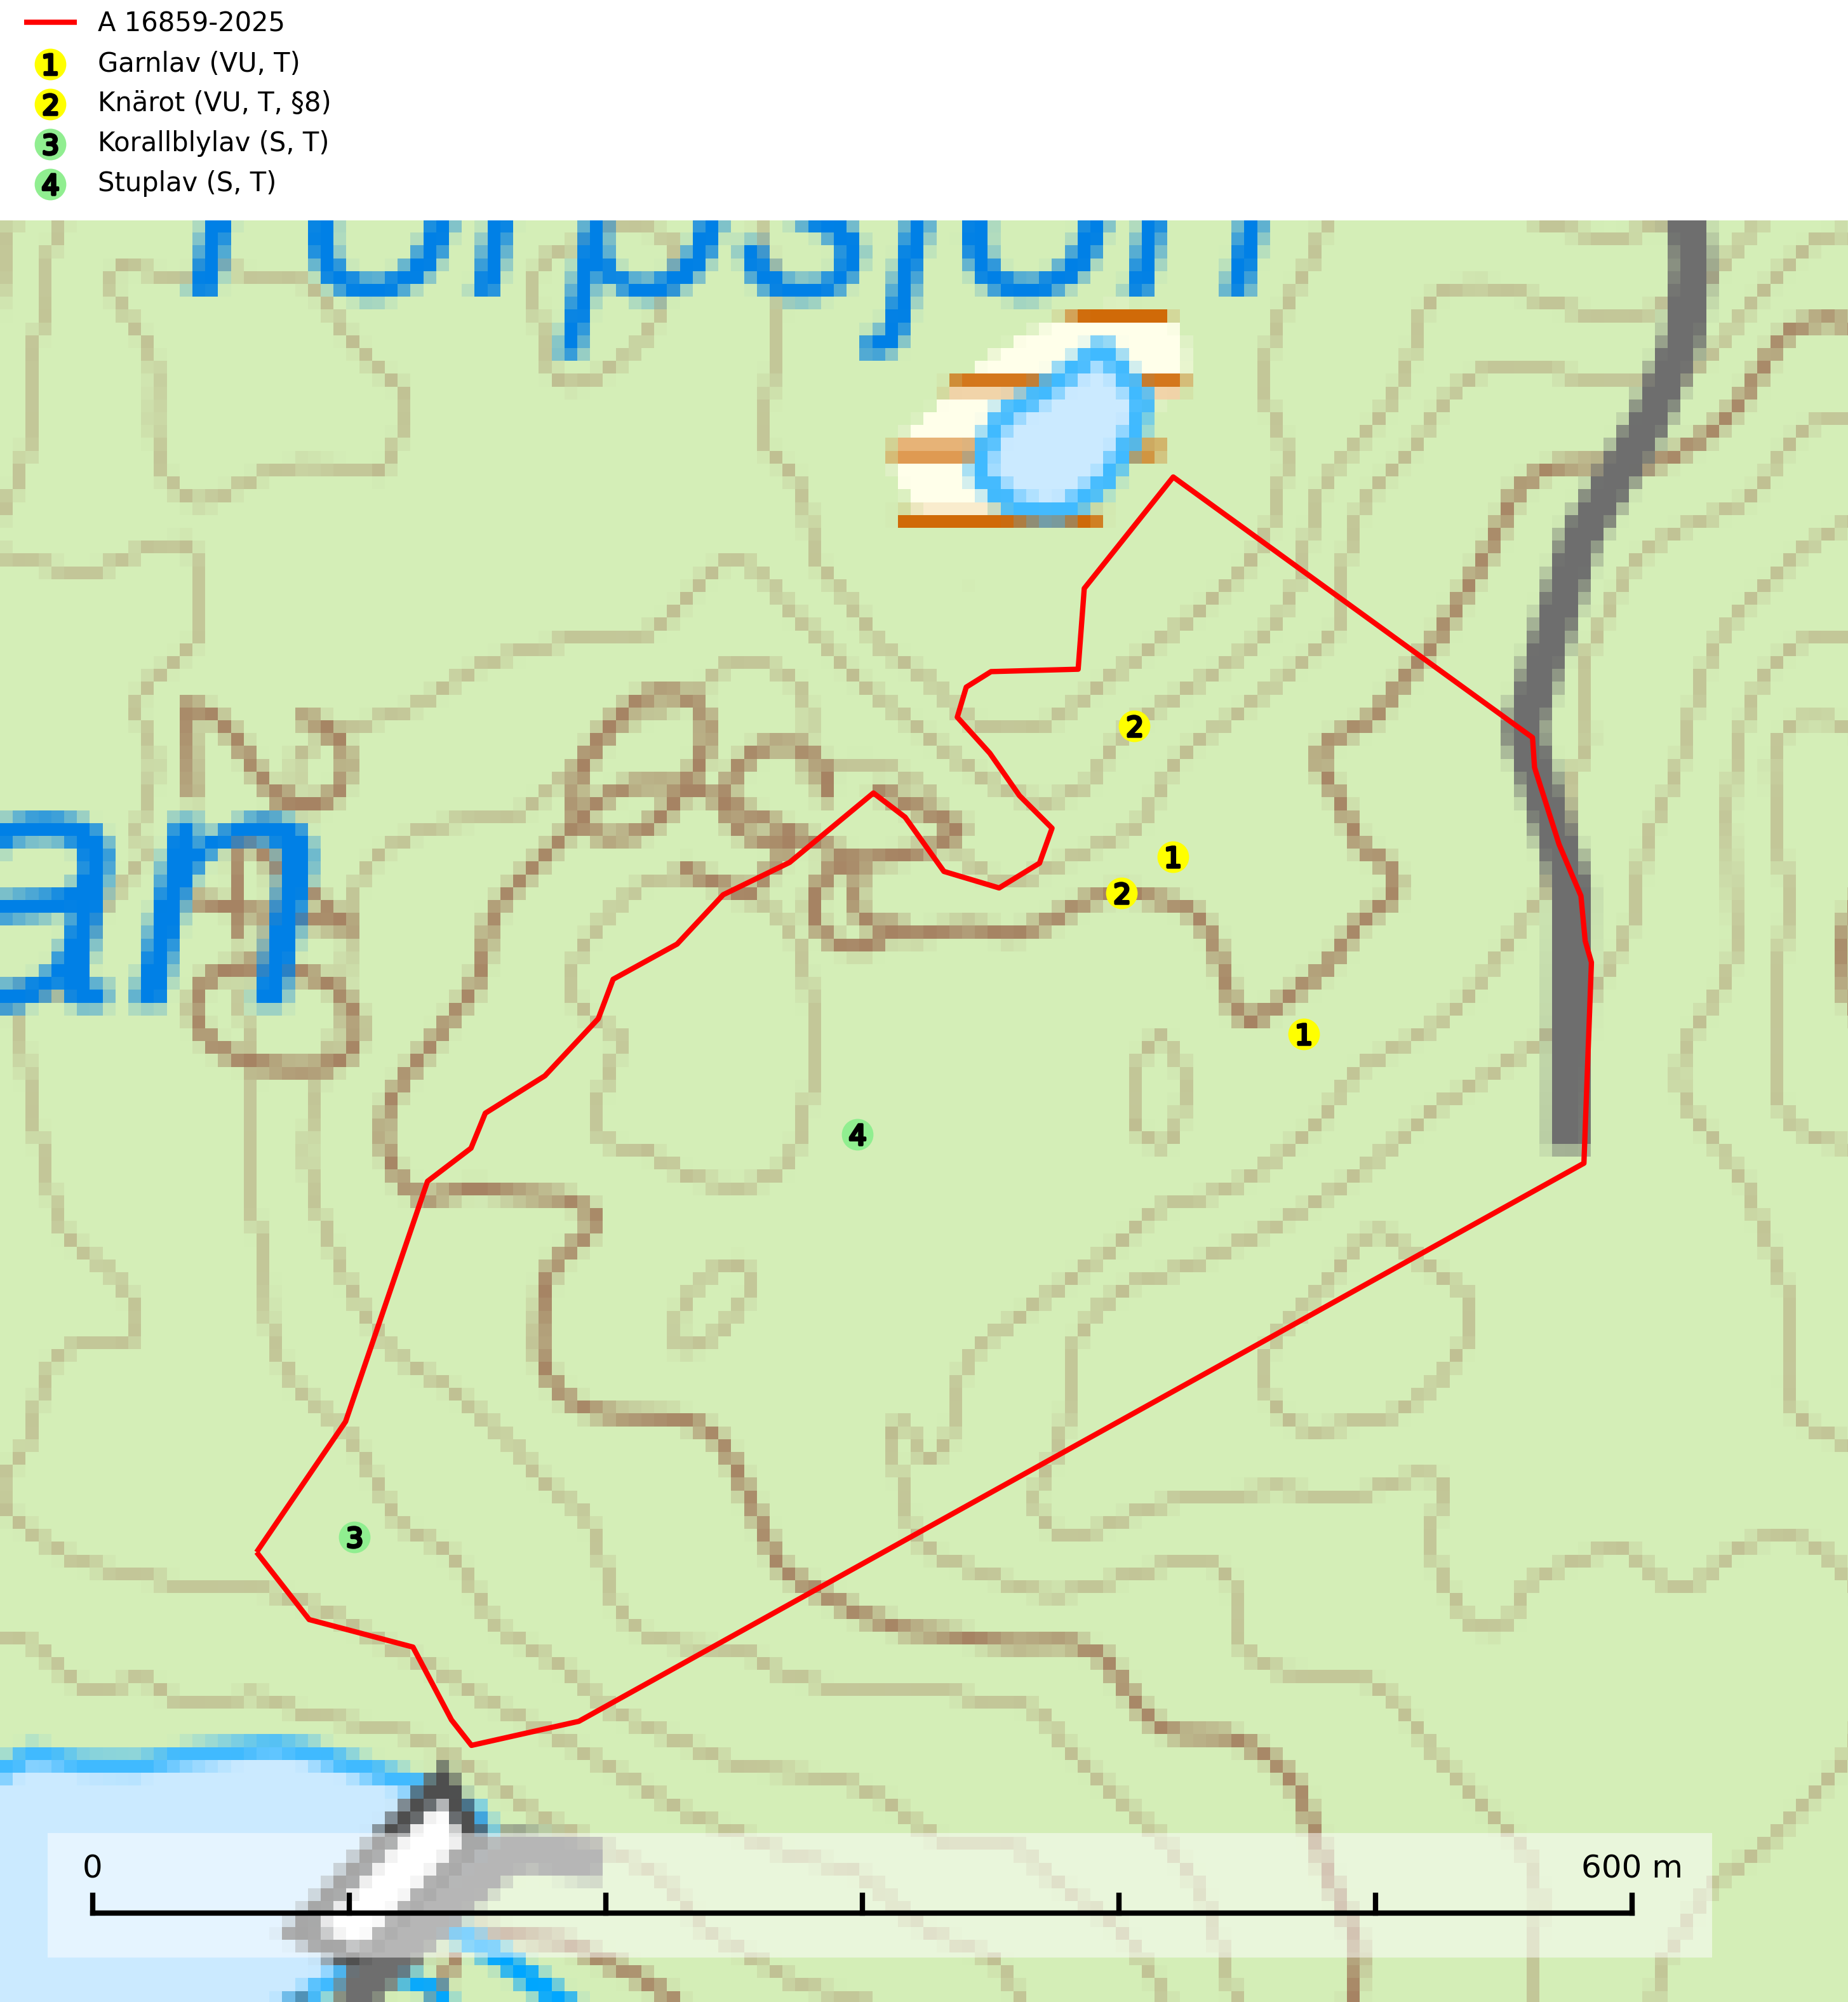 A 16859-2025
1 Garnlav (VU, T)
2 Knärot (VU, T, §8)
3 Korallblylav (S, T)
4 Stuplav (S, T)
2
1
2
1
4
3
0 600 m